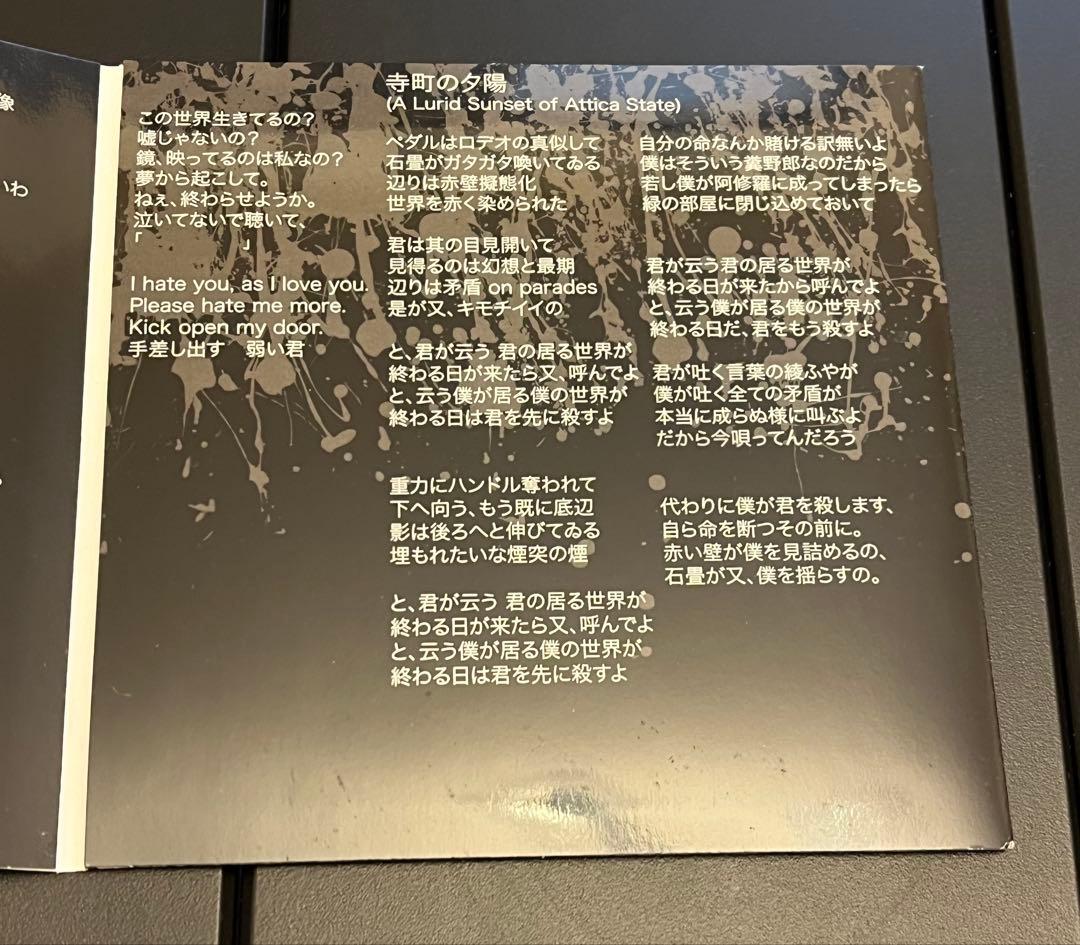 像
いわ
この世界生きてるの?
嘘じゃないの?
鏡、映ってるのは私なの?
夢から起こして。
ねぇ、終わらせようか。
泣いてないで聴いて、
「　　　　　」
I hate you, as I love you.
Please hate me more.
Kick open my door.
手差し出す　弱い君
寺町の夕陽
(A Lurid Sunset of Attica State)
ペダルはロデオの真似して
石畳がガタガタ喚いてゐる
辺りは赤壁擬態化
世界を赤く染められた
君は其の目見開いて
見得るのは幻想と最期
辺りは矛盾 on parades
是が又、キモチイイの
と、君が云う 君の居る世界が
終わる日が来たら又、呼んでよ
と、云う僕が居る僕の世界が
終わる日は君を先に殺すよ
重力にハンドル奪われて
下へ向う、もう既に底辺
影は後ろへと伸びてゐる
埋もれたいな煙突の煙
と、君が云う 君の居る世界が
終わる日が来たら又、呼んでよ
と、云う僕が居る僕の世界が
終わる日は君を先に殺すよ
自分の命なんか賭ける訳無いよ
僕はそういう糞野郎なのだから
若し僕が阿修羅に成ってしまったら
緑の部屋に閉じ込めておいて
君が云う君の居る世界が
終わる日が来たから呼んでよ
と、云う僕が居る僕の世界が
終わる日だ、君をもう殺すよ
君が吐く言葉の綾ふやが
僕が吐く全ての矛盾が
本当に成らぬ様に叫ぶよ
だから今唄ってんだろう
代わりに僕が君を殺します、
自ら命を断つその前に。
赤い壁が僕を見詰めるの、
石畳が又、僕を揺らすの。